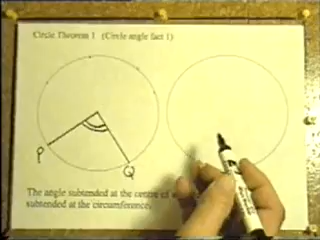 Circle Theorem 1 (Circle angle fact 1)
P
Q
The angle subtended at the centre of
subtended at the circumference.